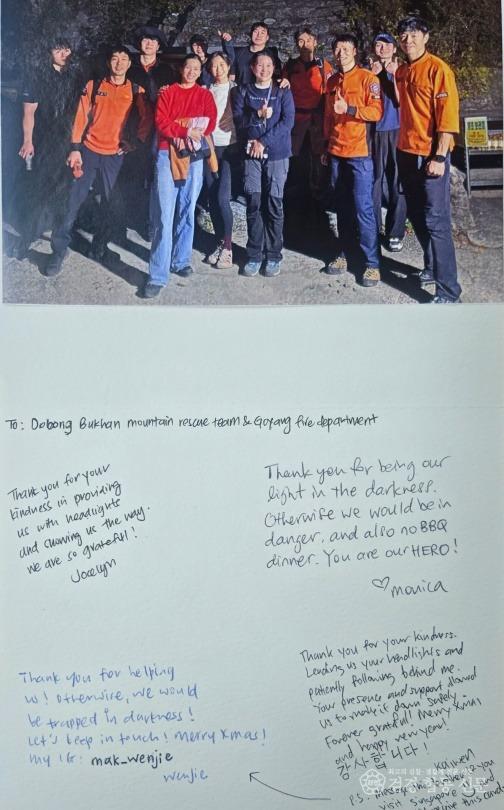 To: Dobong Bukhan mountain rescue team & Goyang fire department
Thank you for your
kindness in providing
us with headlights
and showing us the way.
we are so grateful!
Jocelyn
Thank you for being our
light in the darkness.
Otherwise we would be in
danger, and also no BBQ
dinner. You are our HERO!
♡monica
Thank you for helping
us! Otherwise, we would
be trapped in darkness!
Let's keep in touch! Merry Xmas!
my IG: mak_wenjie
wenjie
Thank you for your kindness.
Lending us your headlights and
patiently following behind me.
Your presence and support allowed
us to make it down safely.
Forever grateful! Merry Xmas
and happy new year!
감사합니다!
P.S.
visit Singapore